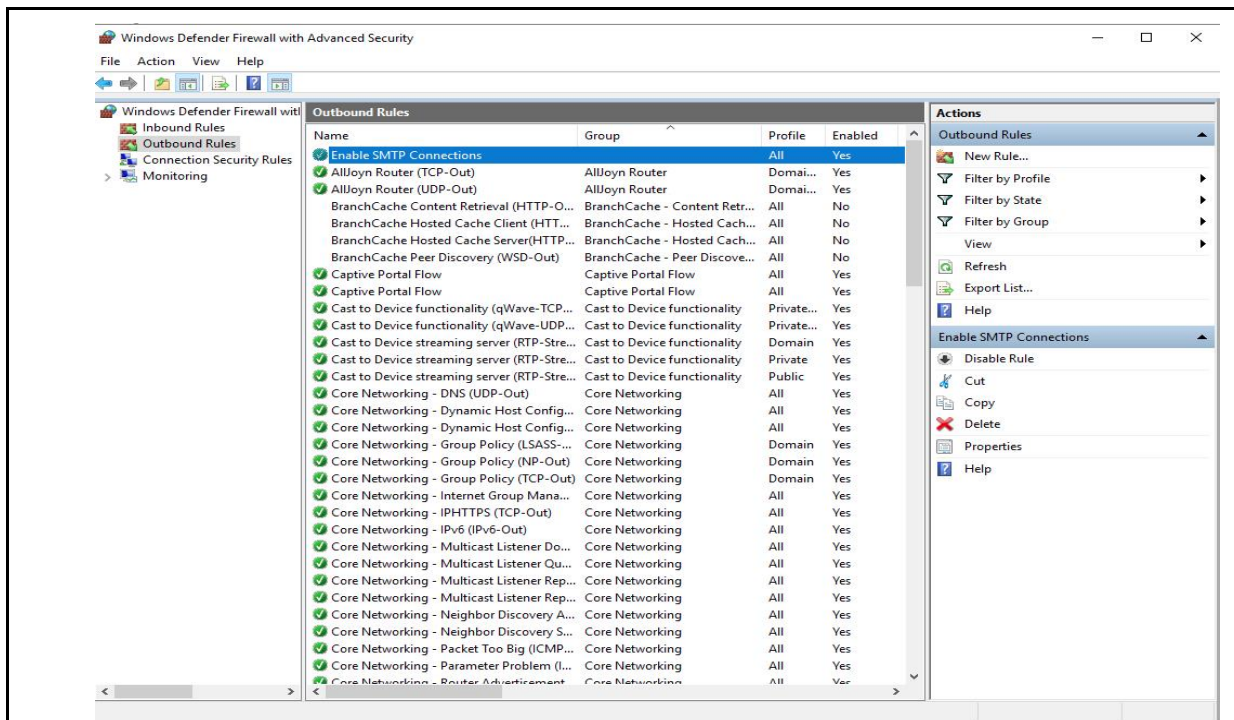 Windows Defender Firewall with Advanced Security
File Action View Help
Windows Defender Firewall witl
Inbound Rules
Outbound Rules
Connection Security Rules
Monitoring
Outbound Rules
Name Group Profile Enabled
Enable SMTP Connections All Yes
AllJoyn Router (TCP-Out) AllJoyn Router Domai... Yes
AllJoyn Router (UDP-Out) AllJoyn Router Domai... Yes
BranchCache Content Retrieval (HTTP-O... BranchCache - Content Retr... All No
BranchCache Hosted Cache Client (HTT... BranchCache - Hosted Cach... All No
BranchCache Hosted Cache Server(HTTP... BranchCache - Hosted Cach... All No
BranchCache Peer Discovery (WSD-Out) BranchCache - Peer Discove... All No
Captive Portal Flow Captive Portal Flow All Yes
Captive Portal Flow Captive Portal Flow All Yes
Cast to Device functionality (qWave-TCP... Cast to Device functionality Private... Yes
Cast to Device functionality (qWave-UDP... Cast to Device functionality Private... Yes
Cast to Device streaming server (RTP-Stre... Cast to Device functionality Domain Yes
Cast to Device streaming server (RTP-Stre... Cast to Device functionality Private Yes
Cast to Device streaming server (RTP-Stre... Cast to Device functionality Public Yes
Core Networking - DNS (UDP-Out) Core Networking All Yes
Core Networking - Dynamic Host Config... Core Networking All Yes
Core Networking - Dynamic Host Config... Core Networking All Yes
Core Networking - Group Policy (LSASS-... Core Networking Domain Yes
Core Networking - Group Policy (NP-Out) Core Networking Domain Yes
Core Networking - Group Policy (TCP-Out) Core Networking Domain Yes
Core Networking - Internet Group Mana... Core Networking All Yes
Core Networking - IPHTTPS (TCP-Out) Core Networking All Yes
Core Networking - IPv6 (IPv6-Out) Core Networking All Yes
Core Networking - Multicast Listener Do... Core Networking All Yes
Core Networking - Multicast Listener Qu... Core Networking All Yes
Core Networking - Multicast Listener Rep... Core Networking All Yes
Core Networking - Multicast Listener Rep... Core Networking All Yes
Core Networking - Neighbor Discovery A... Core Networking All Yes
Core Networking - Neighbor Discovery S... Core Networking All Yes
Core Networking - Packet Too Big (ICMP... Core Networking All Yes
Core Networking - Parameter Problem (I... Core Networking All Yes
Core Networking - Router Advertisement Core Networking All Yes
Actions
Outbound Rules
New Rule...
Filter by Profile
Filter by State
Filter by Group
View
Refresh
Export List...
Help
Enable SMTP Connections
Disable Rule
Cut
Copy
Delete
Properties
Help